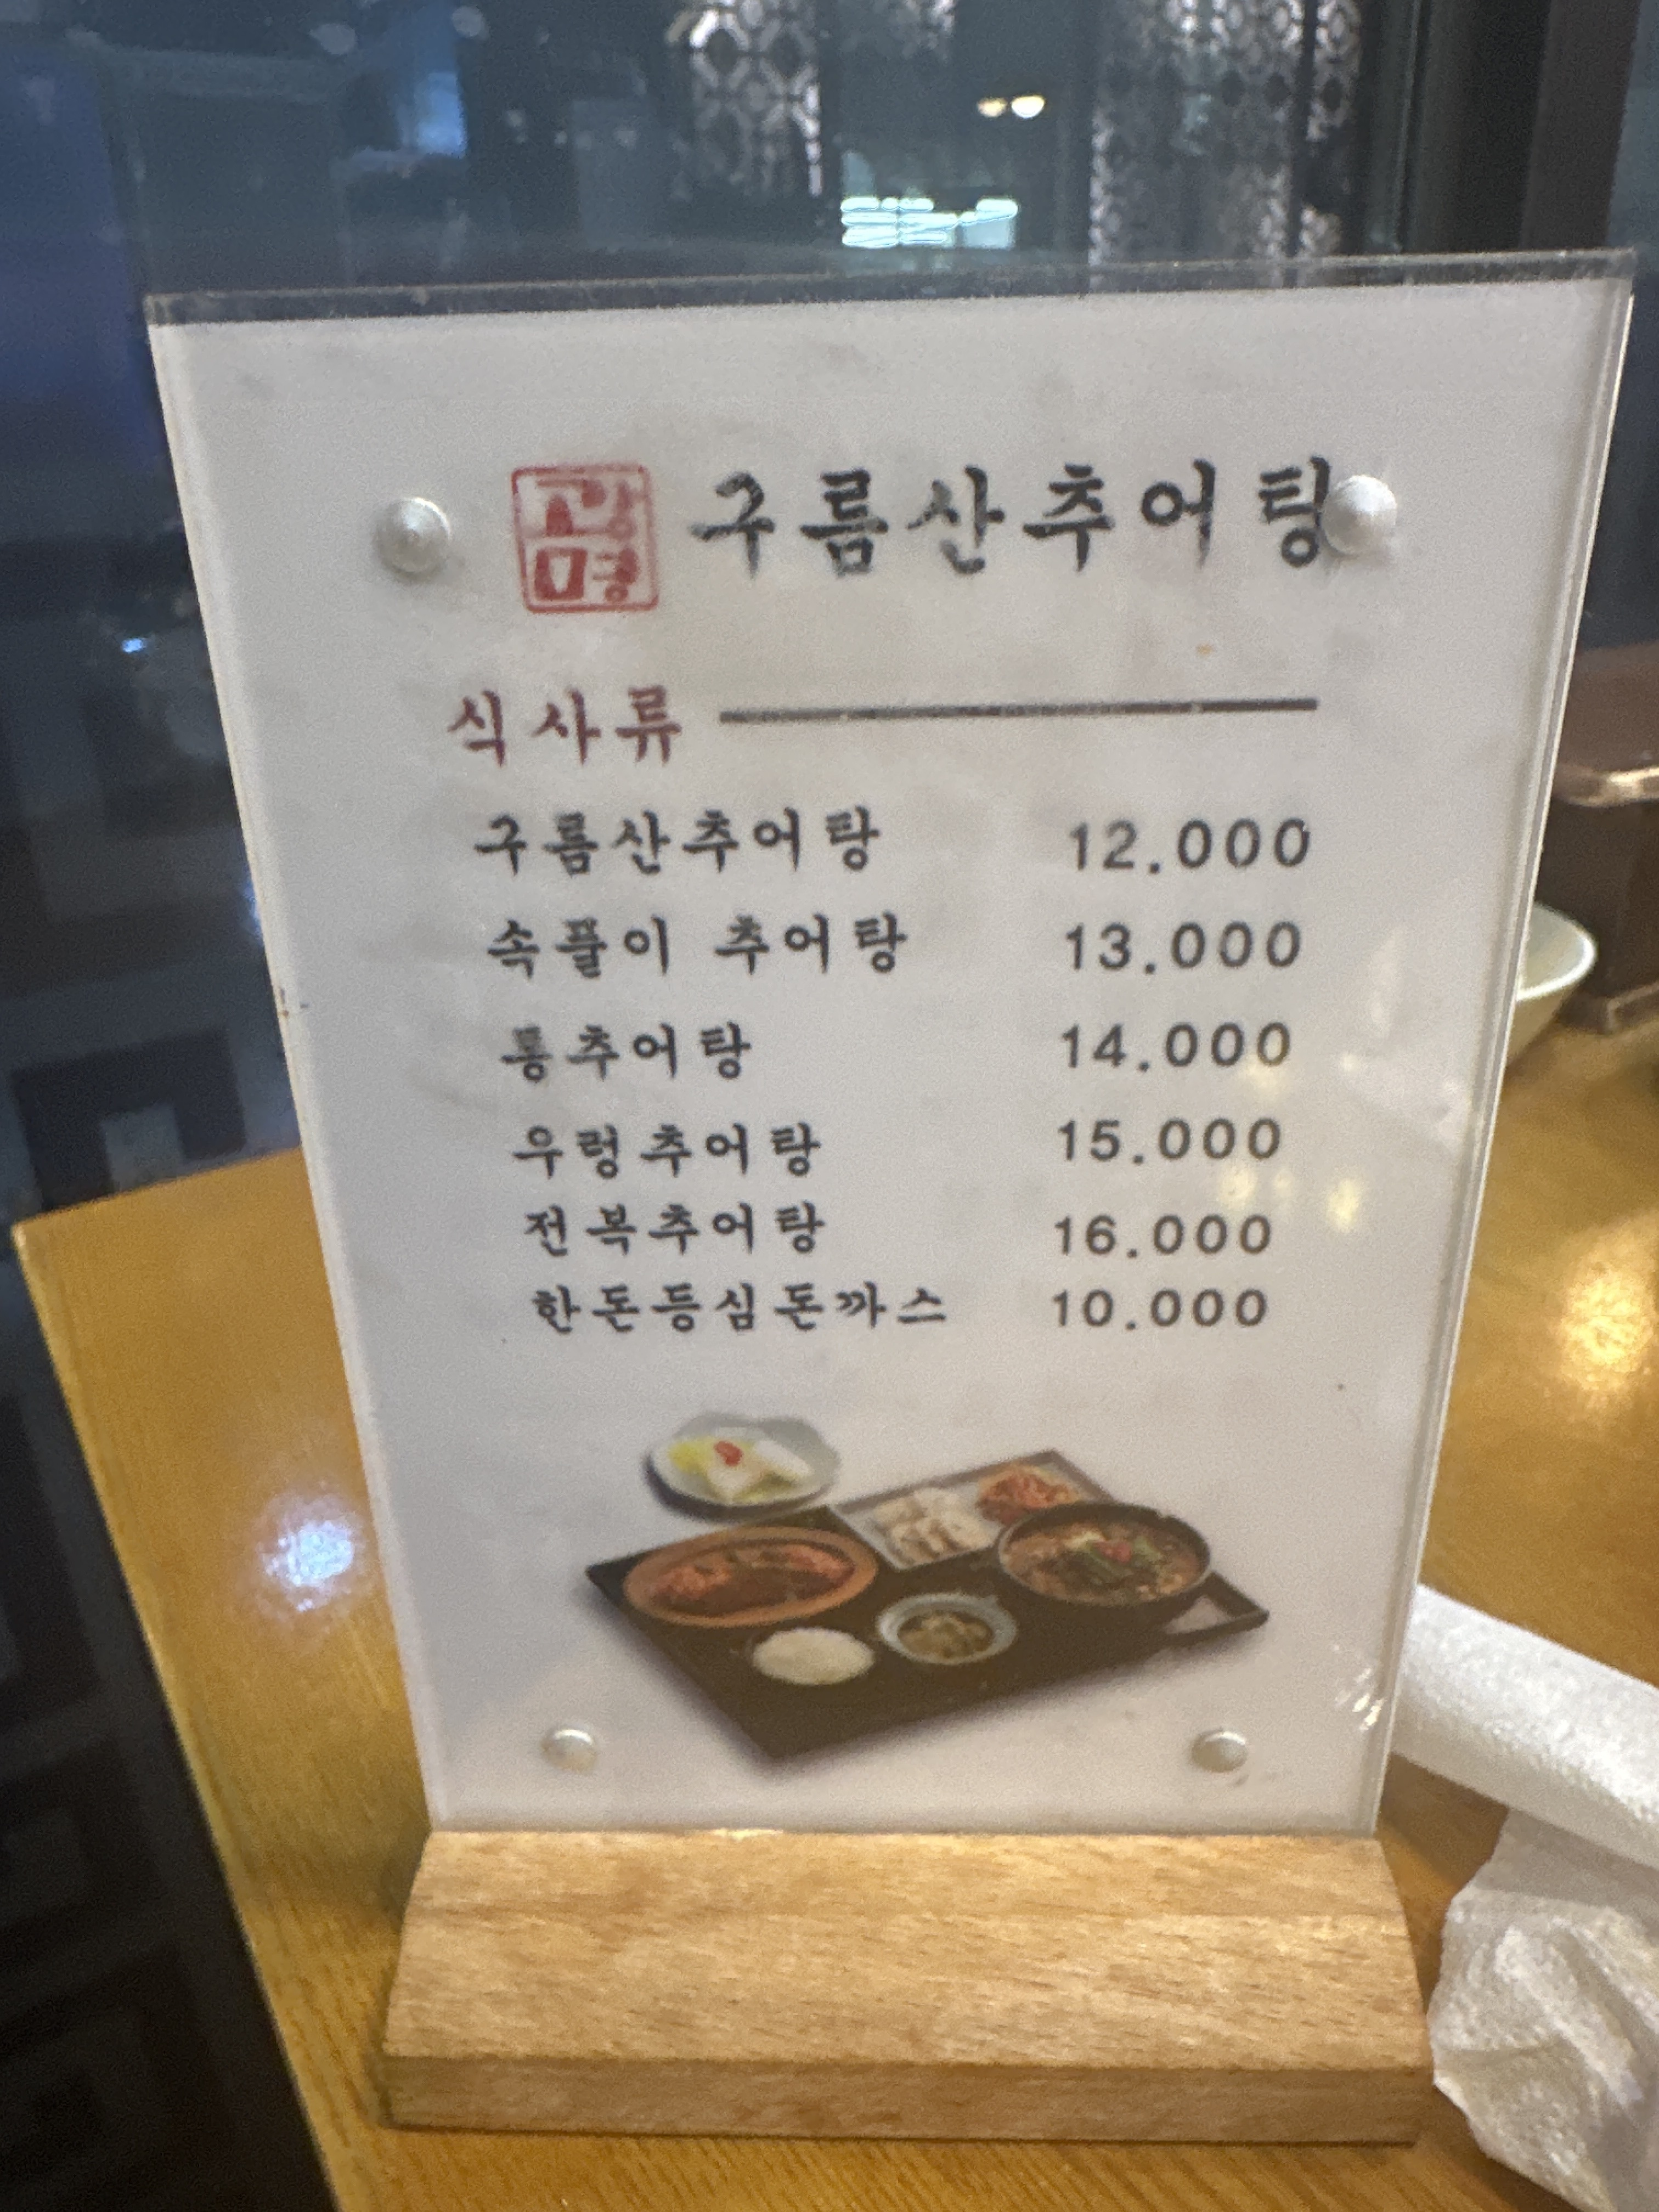 광명 구름산추어탕
식사류
구름산추어탕 12.000
속풀이 추어탕 13.000
통추어탕 14.000
우렁추어탕 15.000
전복추어탕 16.000
한돈등심돈까스 10.000